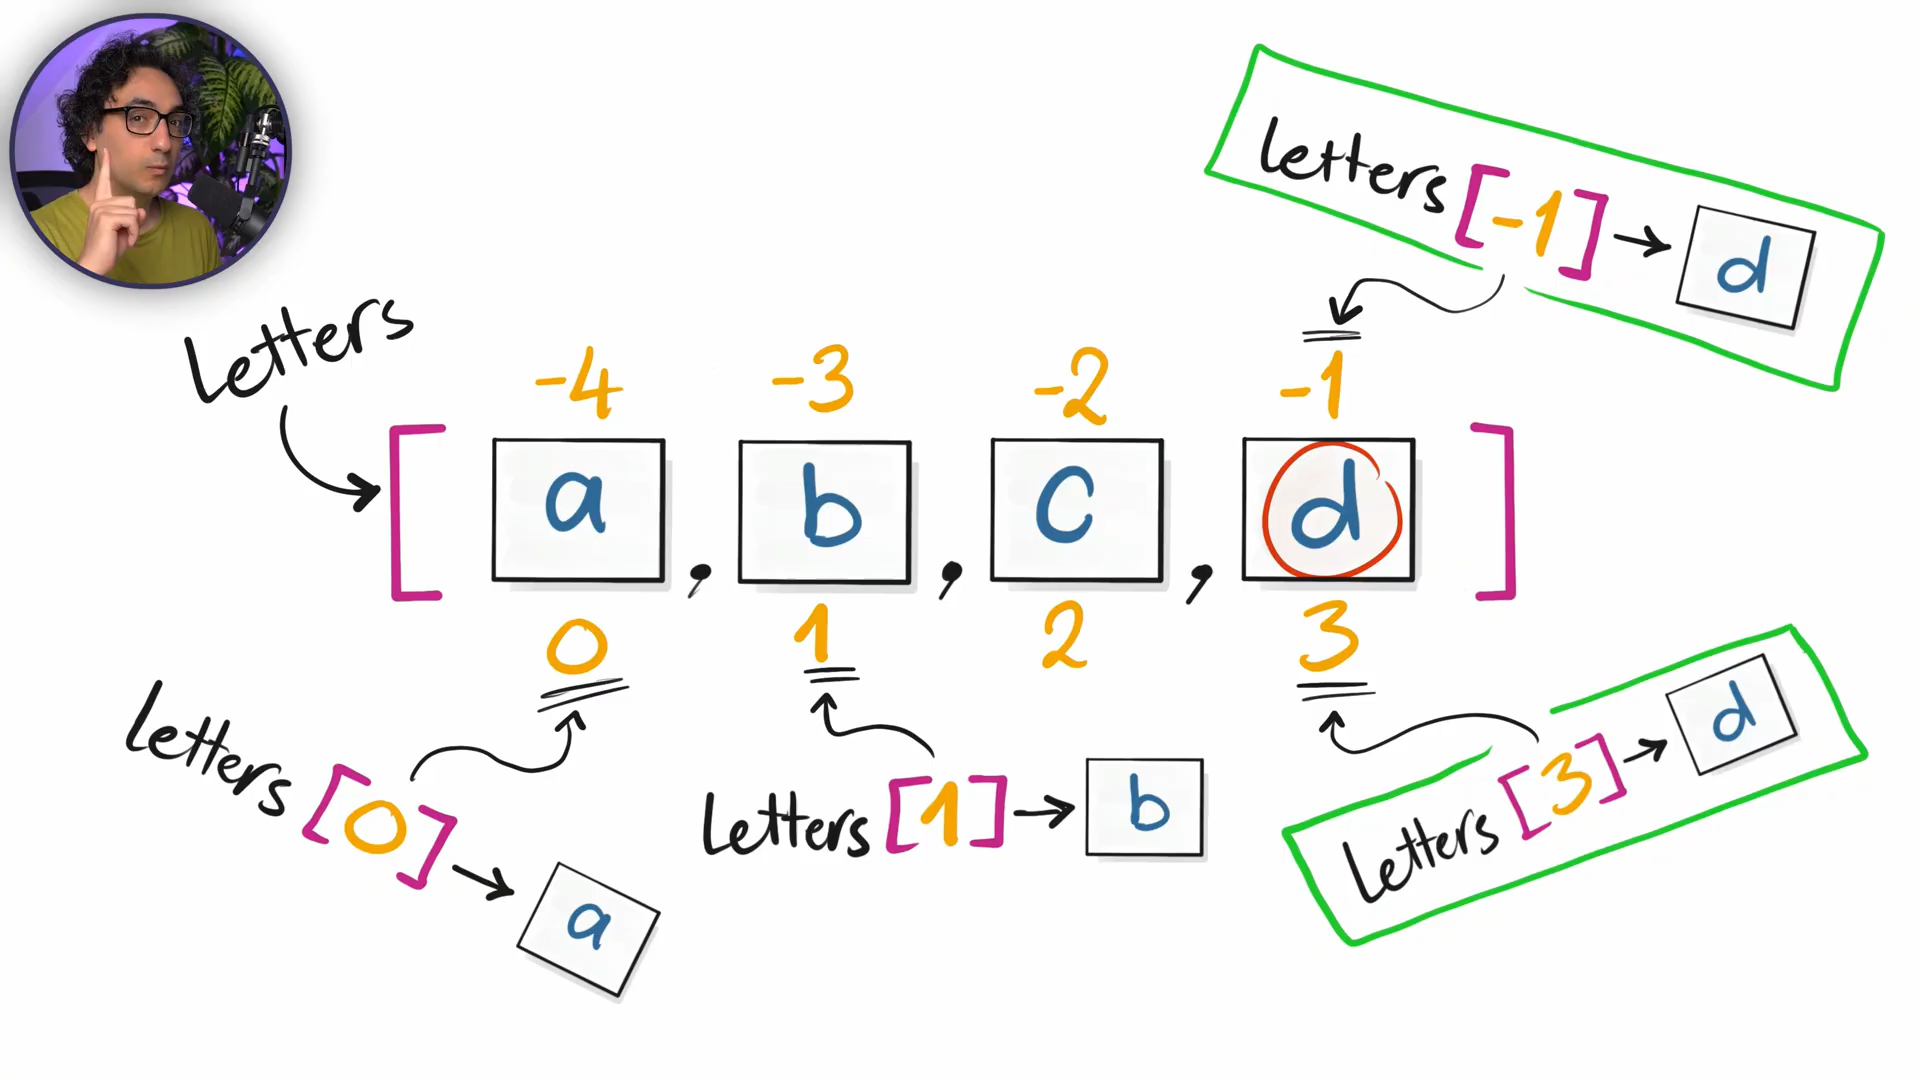 letters [-1] → d
Letters
-4 -3 -2 -1
[ a , b , c , d ]
0 1 2 3
letters [0] → a
letters [1] → b
letters [3] → d